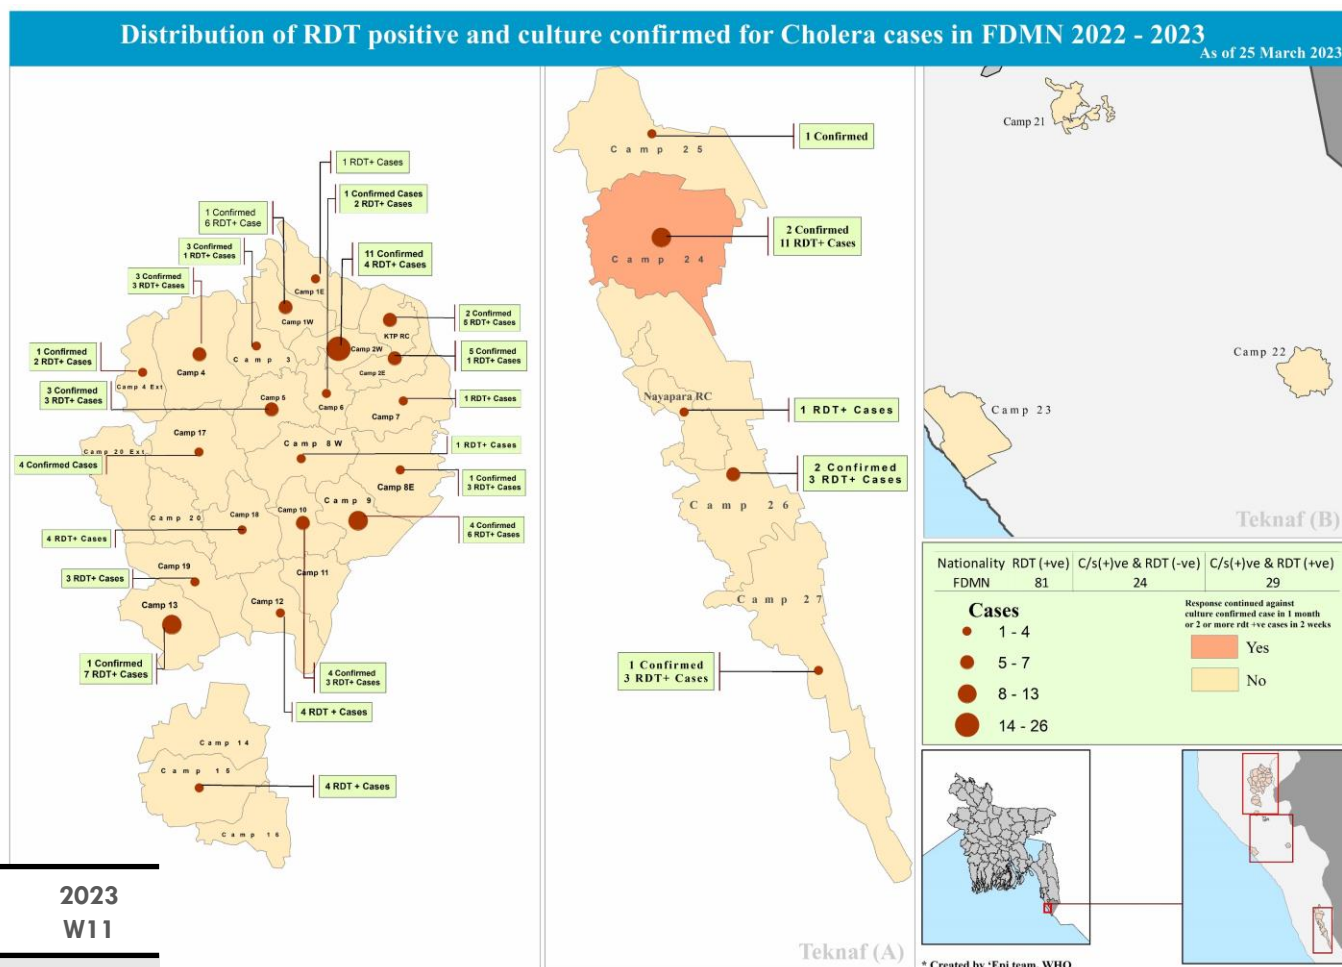 Distribution of RDT positive and culture confirmed for Cholera cases in FDMN 2022 - 2023
As of 25 March 2023
1 RDT+ Cases
1 Confirmed Cases
2 RDT+ Cases
1 Confirmed
6 RDT+ Case
3 Confirmed
1 RDT+ Cases
11 Confirmed
4 RDT+ Cases
3 Confirmed
3 RDT+ Cases
2 Confirmed
5 RDT+ Cases
1 Confirmed
2 RDT+ Cases
5 Confirmed
1 RDT+ Cases
3 Confirmed
3 RDT+ Cases
1 RDT+ Cases
1 RDT+ Cases
4 Confirmed Cases
1 Confirmed
3 RDT+ Cases
4 Confirmed
6 RDT+ Cases
4 RDT+ Cases
3 RDT+ Cases
1 Confirmed
7 RDT+ Cases
4 Confirmed
3 RDT+ Cases
4 RDT + Cases
4 RDT + Cases
Camp 1E
Camp 1W
KTP RC
Camp 2W
Camp 2E
Camp 3
Camp 4
Camp 4 Ext
Camp 5
Camp 6
Camp 7
Camp 17
Camp 8W
Camp 20 Ext
Camp 8E
Camp 9
Camp 10
Camp 18
Camp 20
Camp 11
Camp 19
Camp 12
Camp 13
Camp 14
Camp 15
Camp 16
2023
W11
1 Confirmed
Camp 25
2 Confirmed
11 RDT+ Cases
Camp 24
Nayapara RC
1 RDT+ Cases
2 Confirmed
3 RDT+ Cases
Camp 26
Camp 27
1 Confirmed
3 RDT+ Cases
Teknaf (A)
Camp 21
Camp 22
Camp 23
Teknaf (B)
Nationality RDT (+ve) C/s(+)ve & RDT (-ve) C/s(+)ve & RDT (+ve)
FDMN 81 24 29
Cases
1 - 4
5 - 7
8 - 13
14 - 26
Response continued against
culture confirmed case in 1 month
or 2 or more rdt +ve cases in 2 weeks
Yes
No
* Created by 'Epi team, WHO